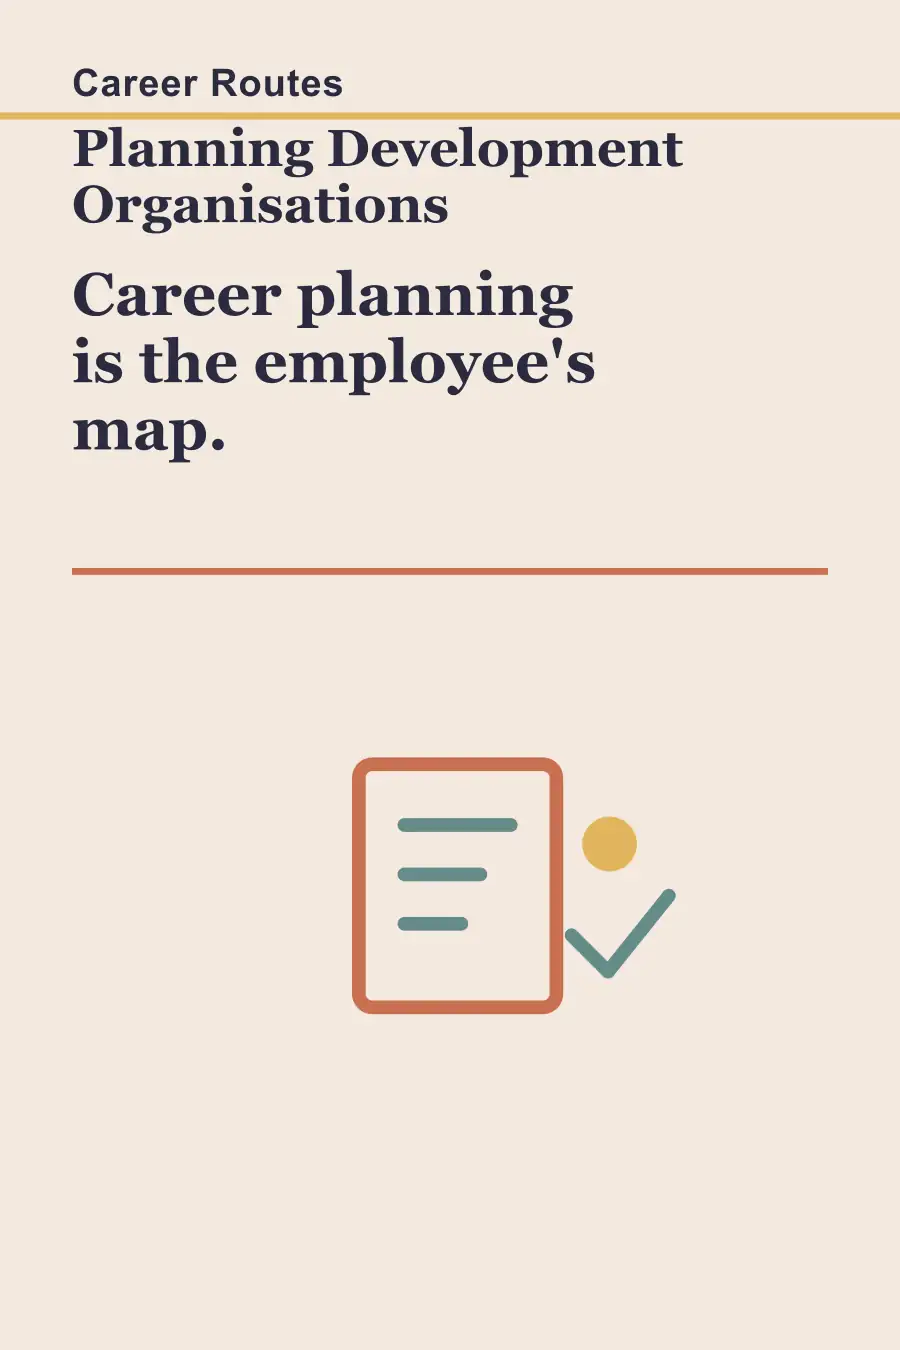 Career Routes
Planning Development
Organisations
Career planning
is the employee's
map.